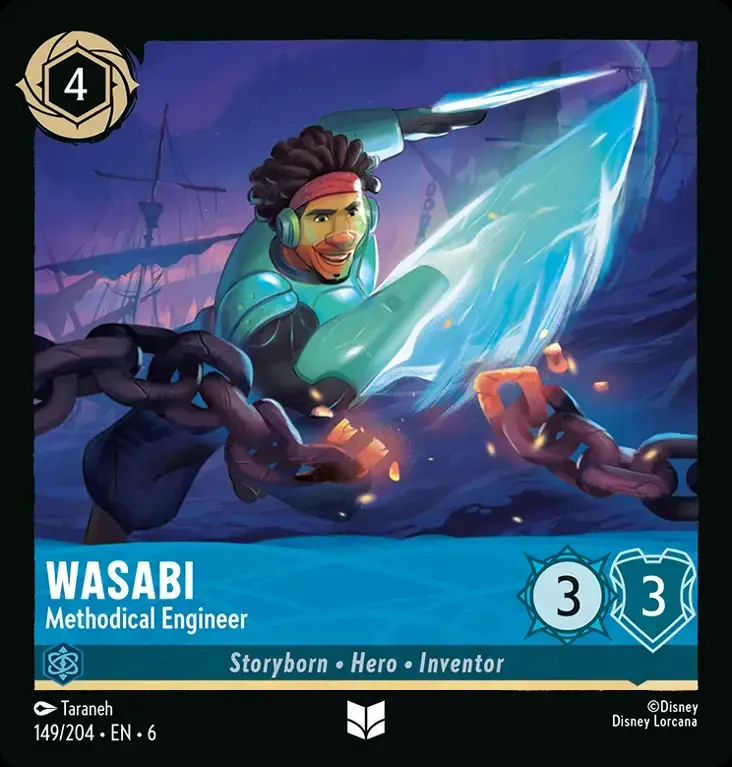 4
WASABI
Methodical Engineer
3
3
Storyborn • Hero • Inventor
Taraneh
149/204 • EN • 6
©Disney
Disney Lorcana